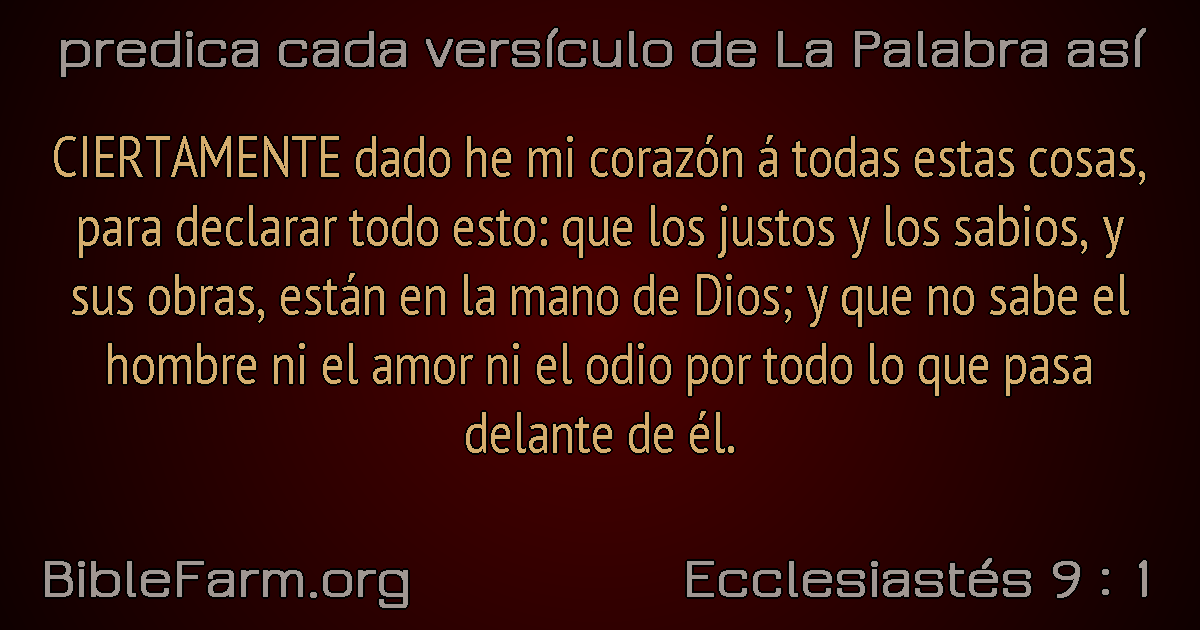 predica cada versículo de La Palabra así
CIERTAMENTE dado he mi corazón á todas estas cosas,
para declarar todo esto: que los justos y los sabios, y
sus obras, están en la mano de Dios; y que no sabe el
hombre ni el amor ni el odio por todo lo que pasa
delante de él.
BibleFarm.org
Ecclesiastés 9 : 1